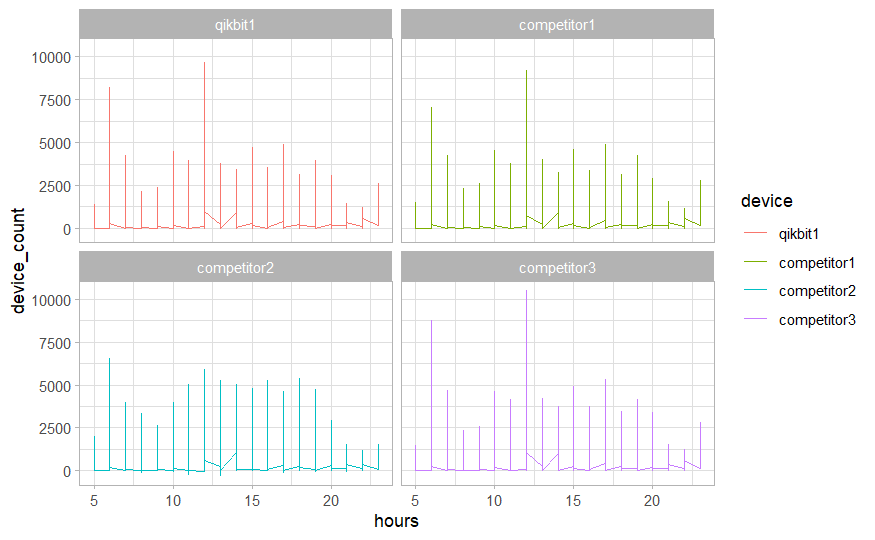 qikbit1 competitor1
10000
7500
5000
2500
0
device_count
competitor2 competitor3
10000
7500
5000
2500
0
5 10 15 20 5 10 15 20
hours
device
qikbit1
competitor1
competitor2
competitor3